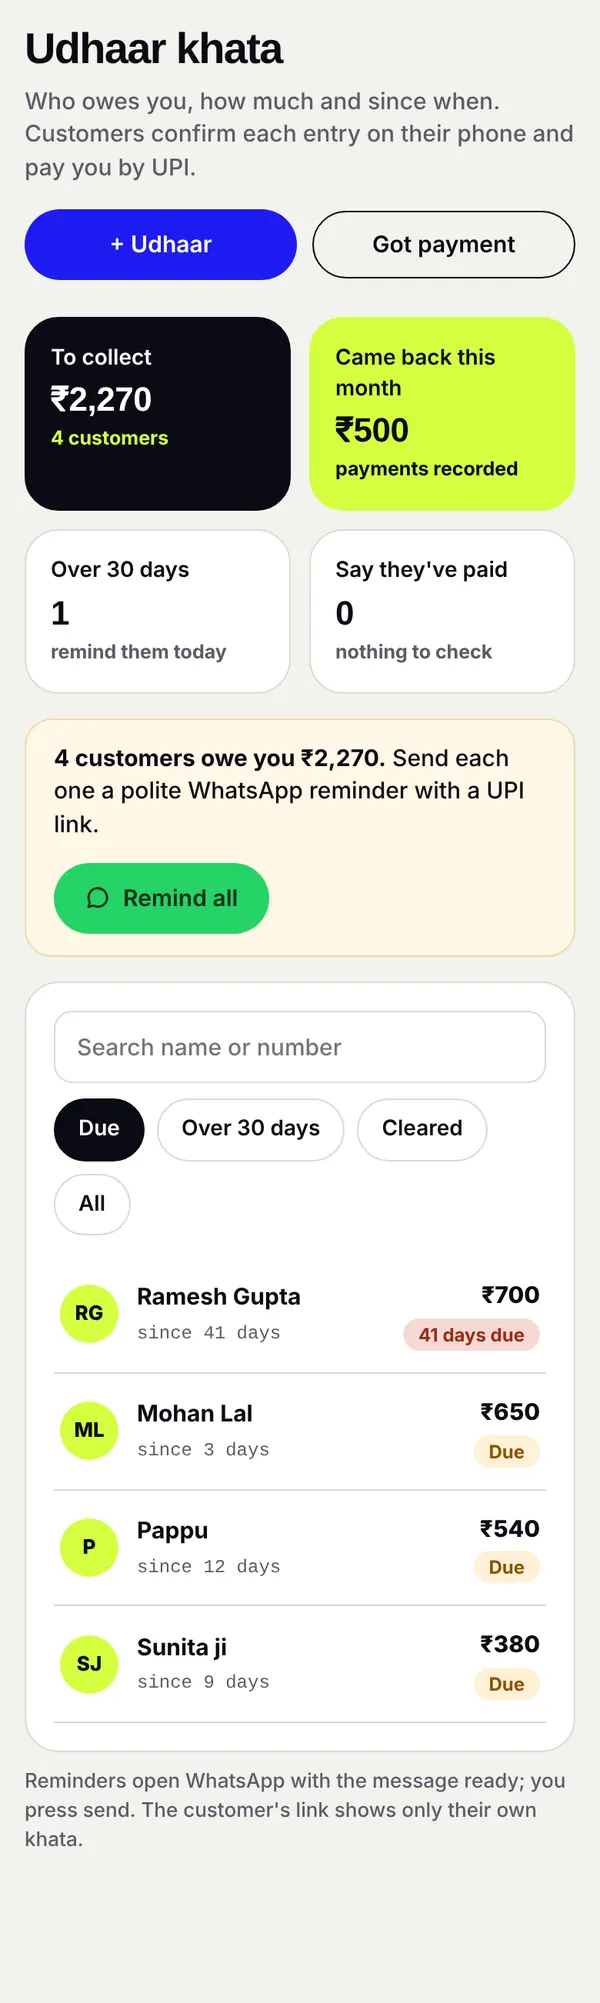 Udhaar khata
Who owes you, how much and since when.
Customers confirm each entry on their phone and
pay you by UPI.
+ Udhaar
Got payment
To collect
₹2,270
4 customers
Came back this
month
₹500
payments recorded
Over 30 days
1
remind them today
Say they've paid
0
nothing to check
4 customers owe you ₹2,270. Send each
one a polite WhatsApp reminder with a UPI
link.
Remind all
Search name or number
Due
Over 30 days
Cleared
All
RG
Ramesh Gupta
₹700
since 41 days
41 days due
ML
Mohan Lal
₹650
since 3 days
Due
P
Pappu
₹540
since 12 days
Due
SJ
Sunita ji
₹380
since 9 days
Due
Reminders open WhatsApp with the message ready; you
press send. The customer's link shows only their own
khata.